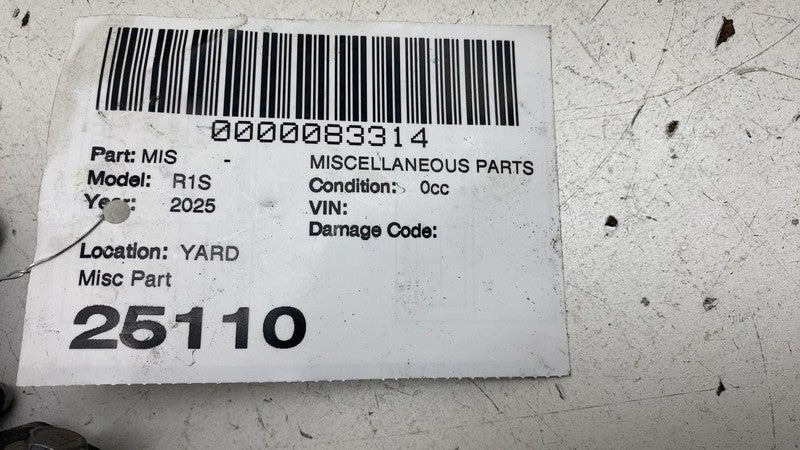 0000083314
Part: MIS - MISCELLANEOUS PARTS
Model: R1S Condition: 0cc
Year: 2025 VIN:
Damage Code:
Location: YARD
Misc Part
25110